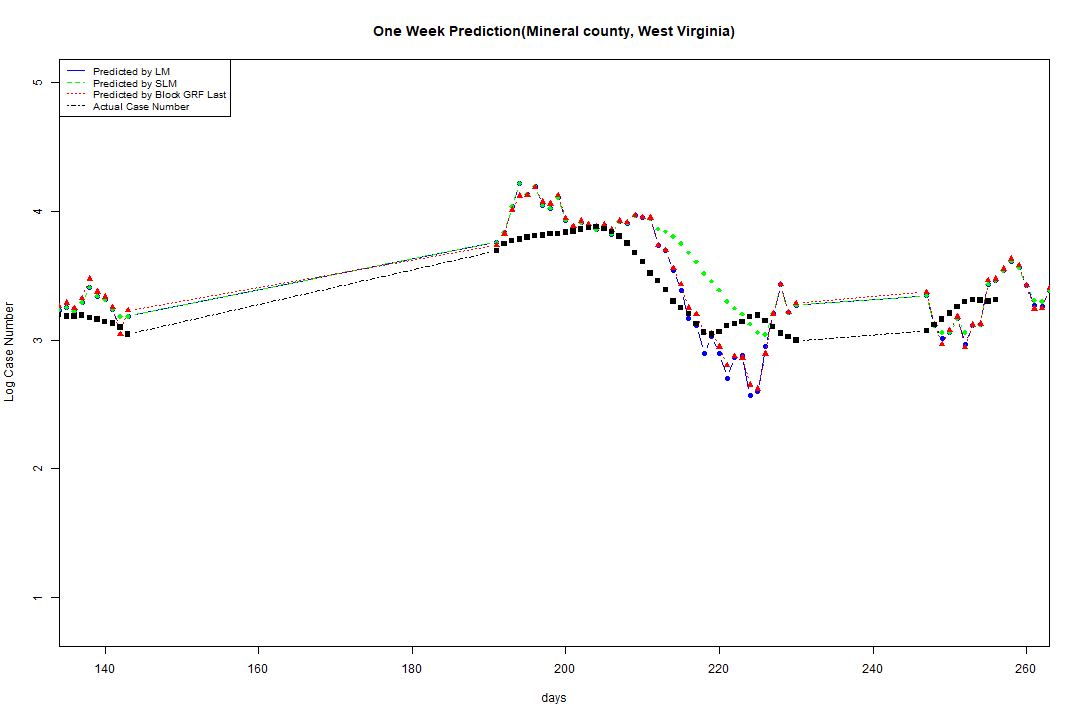 One Week Prediction(Mineral county, West Virginia)
Predicted by LM
Predicted by SLM
Predicted by Block GRF Last
Actual Case Number
5
4
3
2
1
Log Case Number
140 160 180 200 220 240 260
days